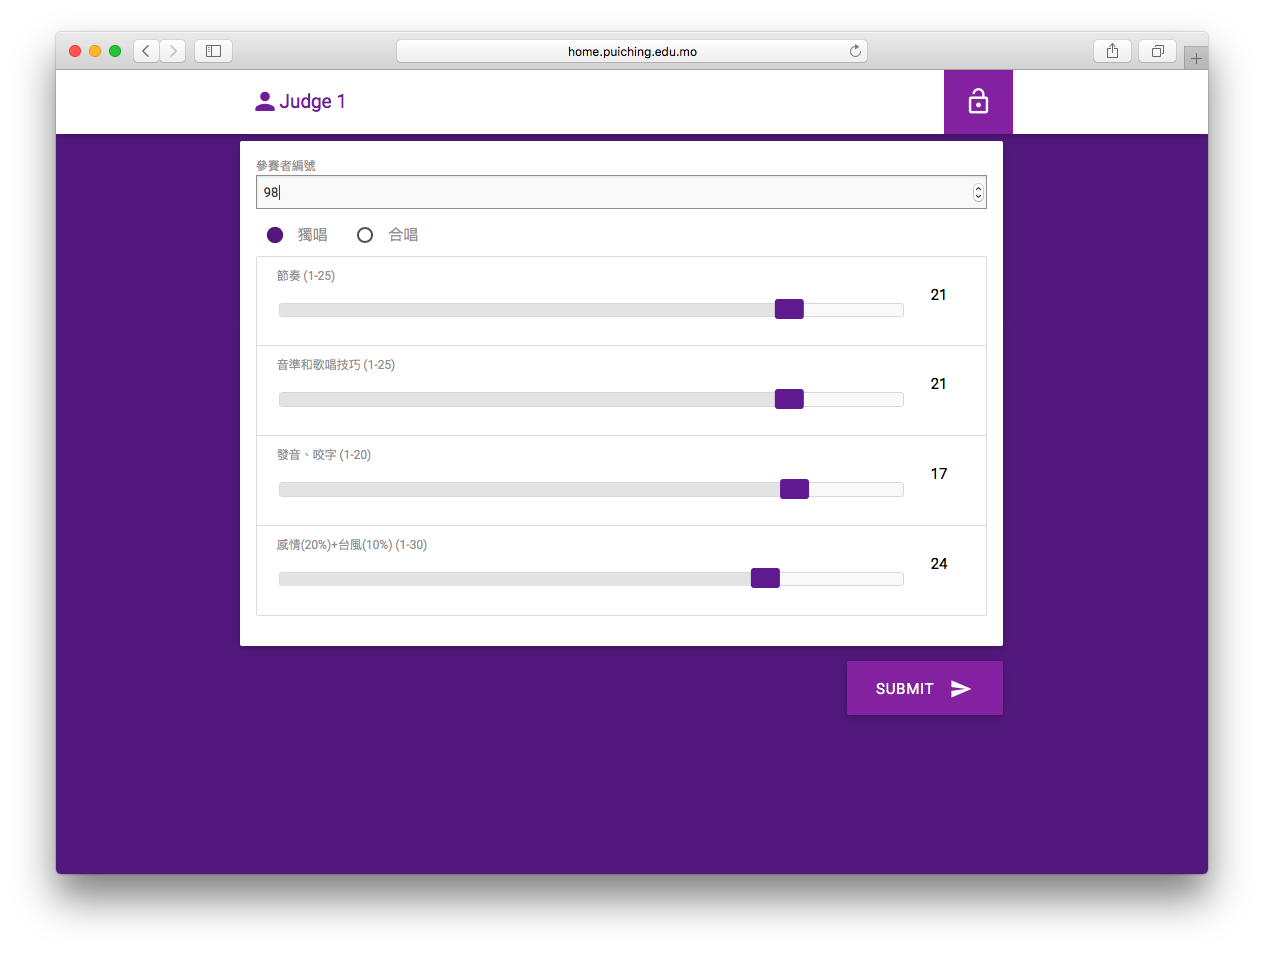 home.puiching.edu.mo
Judge 1
參賽者編號
98
獨唱 合唱
節奏 (1-25)
21
音準和歌唱技巧 (1-25)
21
發音、咬字 (1-20)
17
感情(20%)+台風(10%) (1-30)
24
SUBMIT